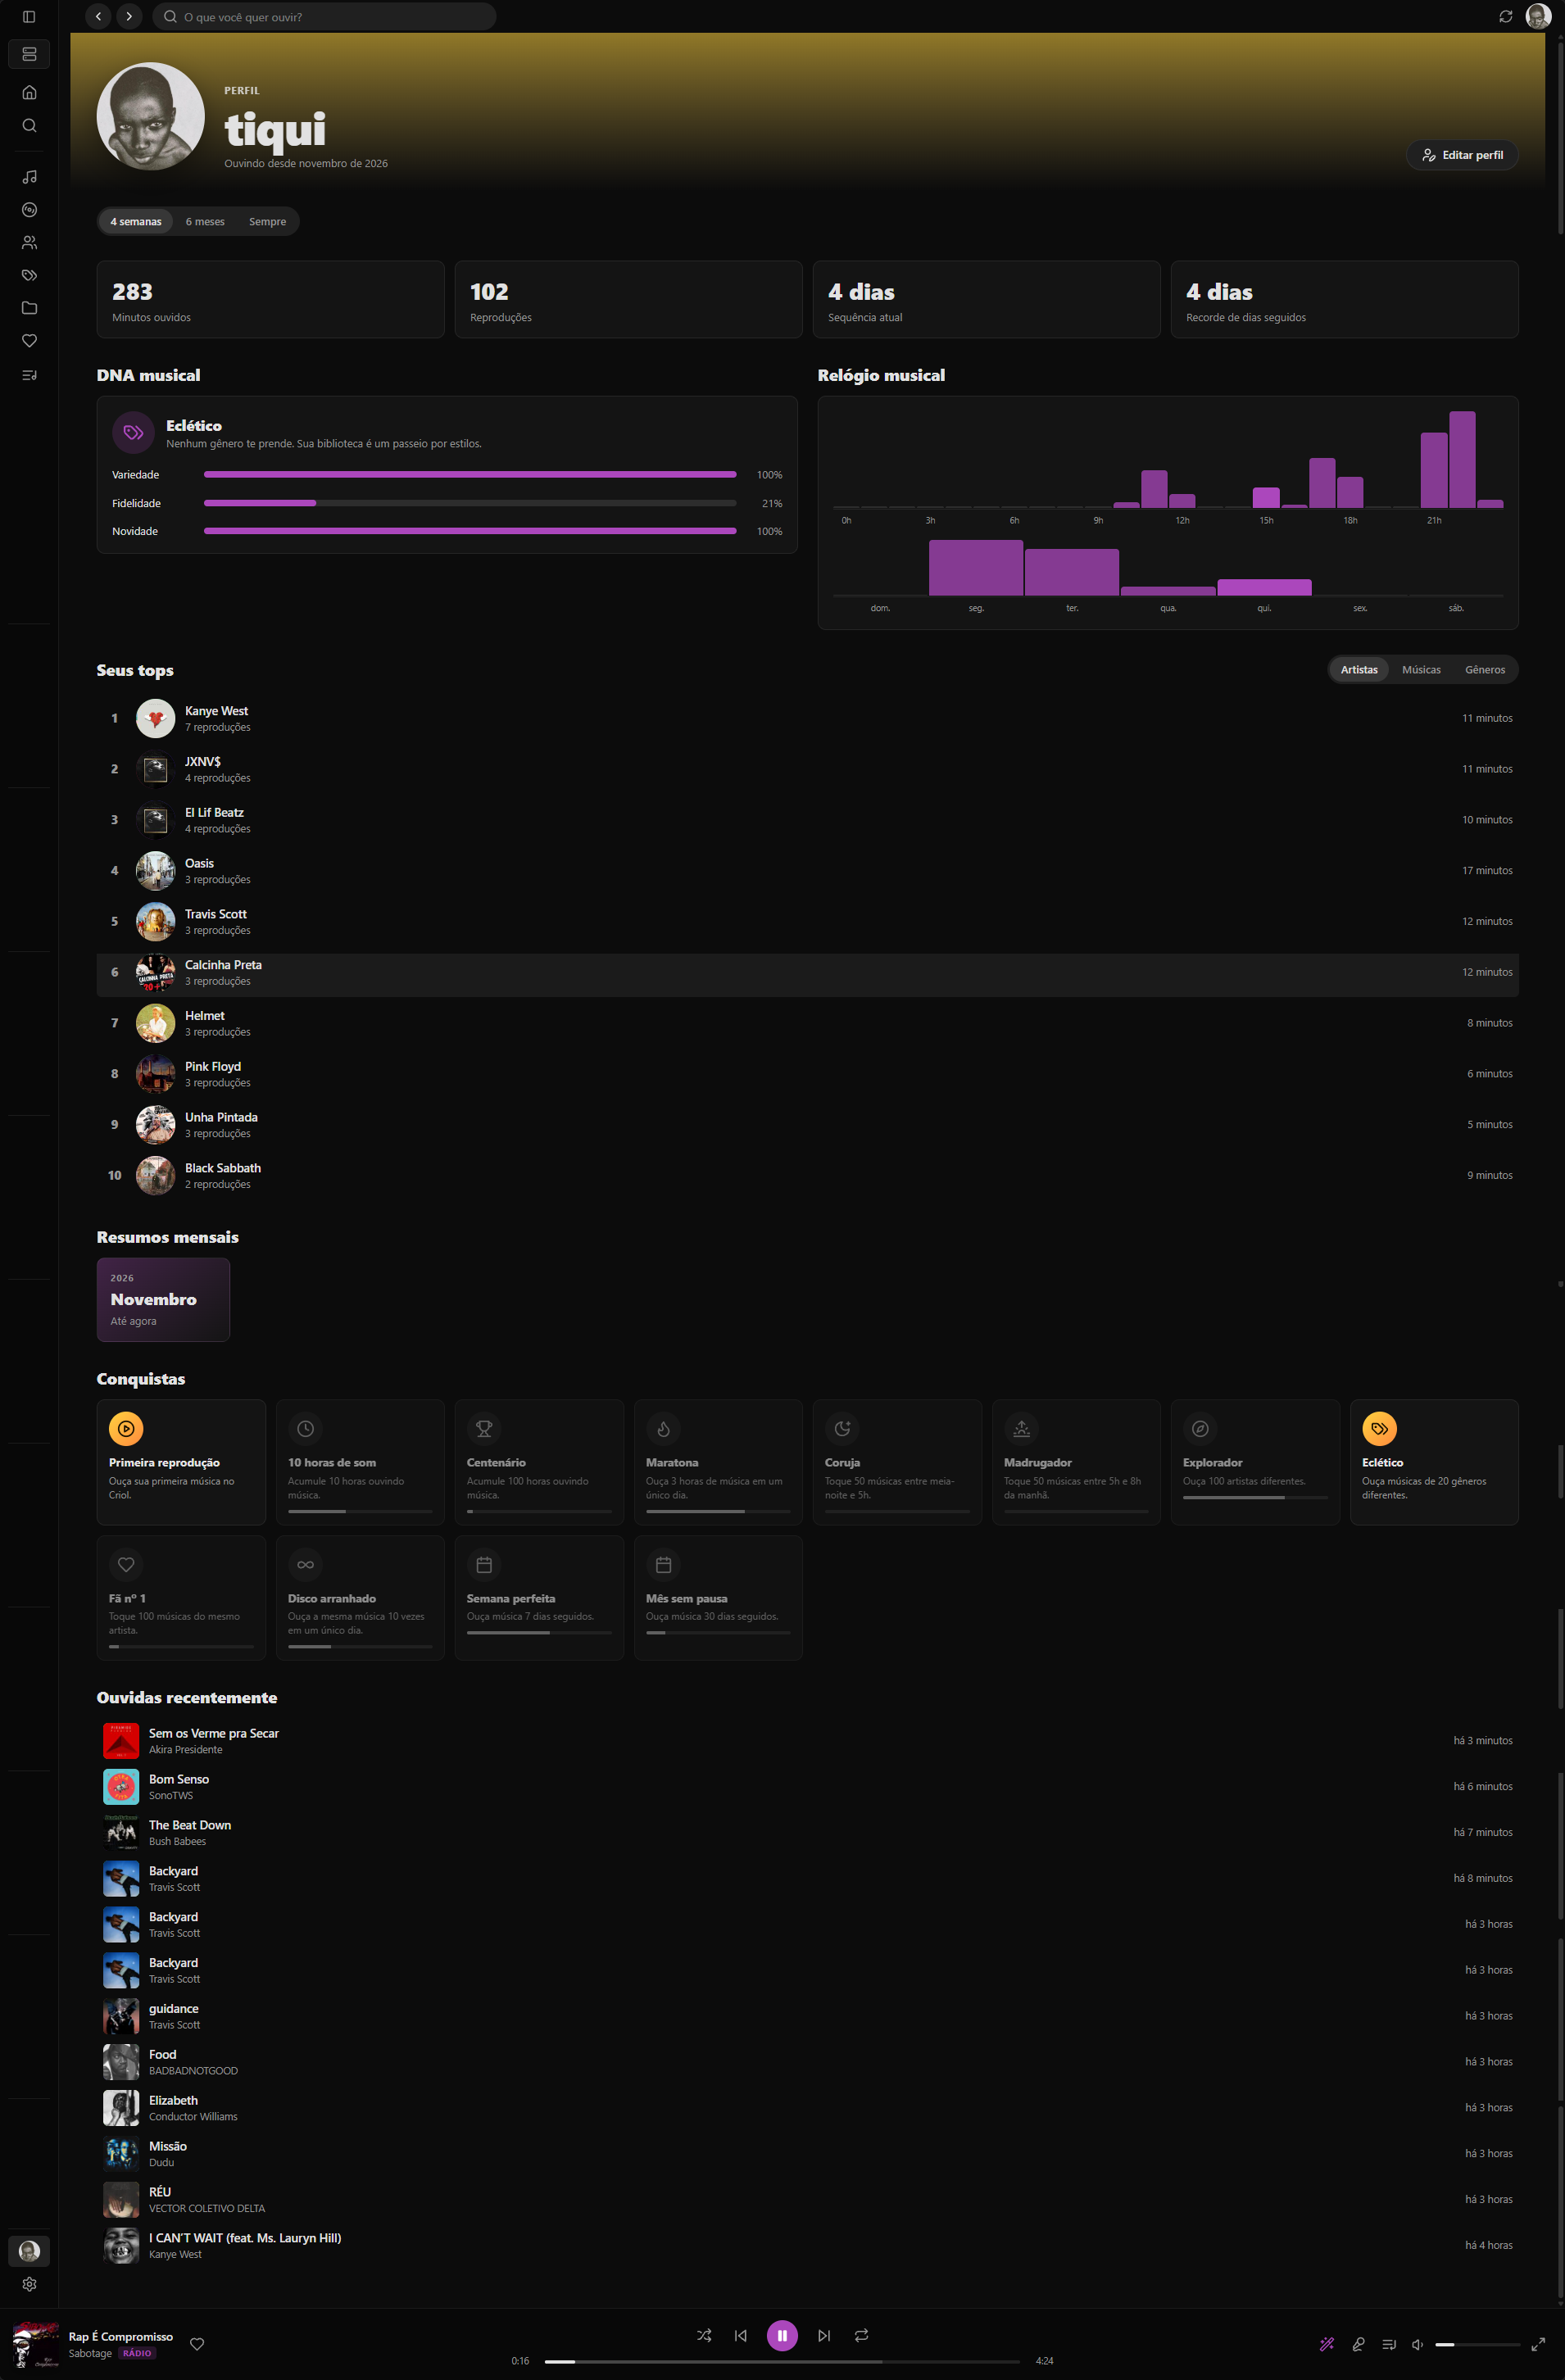 O que você quer ouvir?
PERFIL
tiqui
Ouvindo desde novembro de 2026
Editar perfil
4 semanas
6 meses
Sempre
283
Minutos ouvidos
102
Reproduções
4 dias
Sequência atual
4 dias
Recorde de dias seguidos
DNA musical
Eclético
Nenhum gênero te prende. Sua biblioteca é um passeio por estilos.
Variedade
100%
Fidelidade
21%
Novidade
100%
Relógio musical
0h
3h
6h
9h
12h
15h
18h
21h
dom.
seg.
ter.
qua.
qui.
sex.
sáb.
Seus tops
Artistas
Músicas
Gêneros
1
Kanye West
7 reproduções
11 minutos
2
JXNV$
4 reproduções
11 minutos
3
El Lif Beatz
4 reproduções
10 minutos
4
Oasis
3 reproduções
17 minutos
5
Travis Scott
3 reproduções
12 minutos
6
CALCINHA PRETA
20+
Calcinha Preta
3 reproduções
12 minutos
7
Helmet
3 reproduções
8 minutos
8
Pink Floyd
3 reproduções
6 minutos
9
Unha Pintada
3 reproduções
5 minutos
10
Black Sabbath
2 reproduções
9 minutos
Resumos mensais
2026
Novembro
Até agora
Conquistas
Primeira reprodução
Ouça sua primeira música no
Criol.
10 horas de som
Acumule 10 horas ouvindo
música.
Centenário
Acumule 100 horas ouvindo
música.
Maratona
Ouça 3 horas de música em um
único dia.
Coruja
Toque 50 músicas entre meia-
noite e 5h.
Madrugador
Toque 50 músicas entre 5h e 8h
da manhã.
Explorador
Ouça 100 artistas diferentes.
Eclético
Ouça músicas de 20 gêneros
diferentes.
Fã nº 1
Toque 100 músicas do mesmo
artista.
Disco arranhado
Ouça a mesma música 10 vezes
em um único dia.
Semana perfeita
Ouça música 7 dias seguidos.
Mês sem pausa
Ouça música 30 dias seguidos.
Ouvidas recentemente
Sem os Verme pra Secar
Akira Presidente
há 3 minutos
Bom Senso
SonoTWS
há 6 minutos
The Beat Down
Bush Babees
há 7 minutos
Backyard
Travis Scott
há 8 minutos
Backyard
Travis Scott
há 3 horas
Backyard
Travis Scott
há 3 horas
guidance
Travis Scott
há 3 horas
Food
BADBADNOTGOOD
há 3 horas
Elizabeth
Conductor Williams
há 3 horas
Missão
Dudu
há 3 horas
RÉU
VECTOR COLETIVO DELTA
há 3 horas
I CAN'T WAIT (feat. Ms. Lauryn Hill)
Kanye West
há 4 horas
Rap É Compromisso
Sabotage
RÁDIO
0:16
4:24